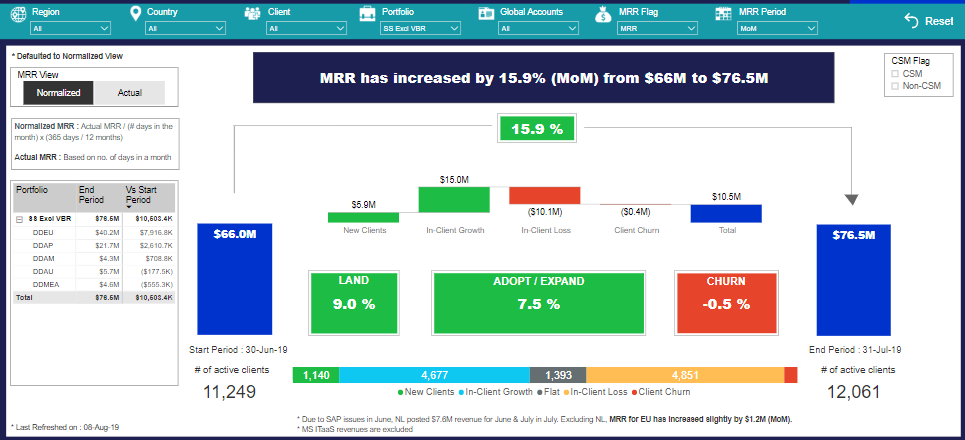 Region
Country
Client
Portfolio
Global Accounts
MRR Flag
MRR Period
Reset
All
All
All
SS Excl VBR
All
MRR
MoM
* Defaulted to Normalized View
MRR View
Normalized
Actual
Normalized MRR : Actual MRR / (# days in the
month) x (365 days / 12 months)
Actual MRR : Based on no. of days in a month
Portfolio End Period Vs Start Period
SS Excl VBR $76.5M $10,503.4K
DDEU $40.2M $7,916.8K
DDAP $21.7M $2,610.7K
DDAM $4.3M $708.8K
DDAU $5.7M ($177.5K)
DDMEA $4.6M ($555.3K)
Total $76.5M $10,503.4K
MRR has increased by 15.9% (MoM) from $66M to $76.5M
CSM Flag
CSM
Non-CSM
15.9 %
$66.0M
$5.9M
$15.0M
($10.1M)
($0.4M)
$10.5M
New Clients
In-Client Growth
In-Client Loss
Client Churn
Total
$76.5M
LAND
9.0 %
ADOPT / EXPAND
7.5 %
CHURN
-0.5 %
Start Period : 30-Jun-19
# of active clients
11,249
End Period : 31-Jul-19
# of active clients
12,061
1,140
4,677
1,393
4,851
New Clients In-Client Growth Flat In-Client Loss Client Churn
* Last Refreshed on : 08-Aug-19
* Due to SAP issues in June, NL posted $7.6M revenue for June & July in July. Excluding NL, MRR for EU has increased slightly by $1.2M (MoM).
* MS ITaaS revenues are excluded